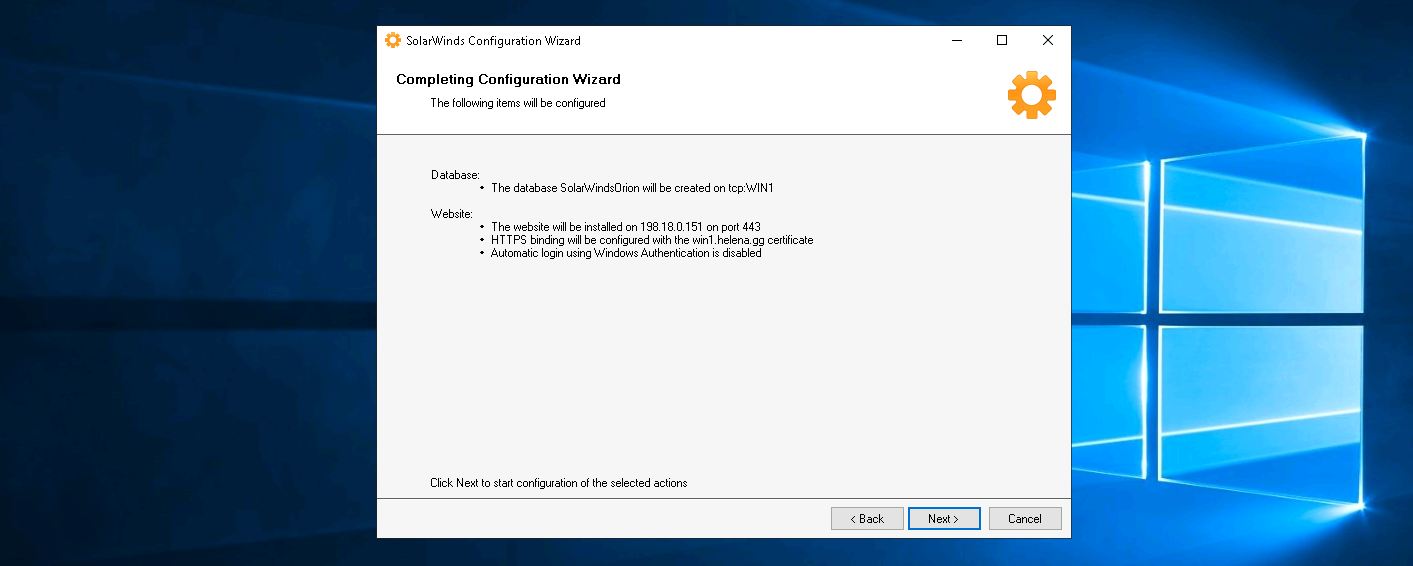 SolarWinds Configuration Wizard
Completing Configuration Wizard
The following items will be configured
Database:
• The database SolarWindsOrion will be created on tcp:WIN1
Website:
• The website will be installed on 198.18.0.151 on port 443
• HTTPS binding will be configured with the win1.helena.gg certificate
• Automatic login using Windows Authentication is disabled
Click Next to start configuration of the selected actions
< Back Next > Cancel